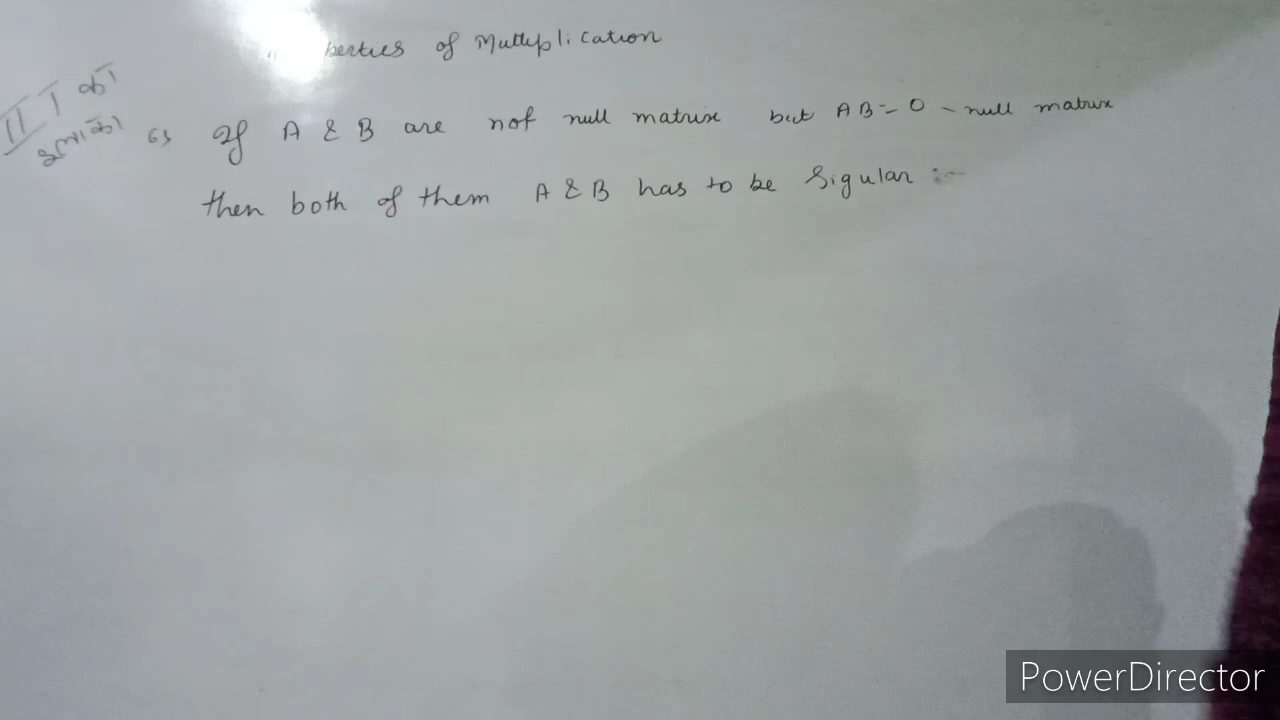 perties of Multiplication
II I का
6) If A & B are not null matrix but AB = O - null matrix
then both of them A & B has to be Sigular :-
PowerDirector